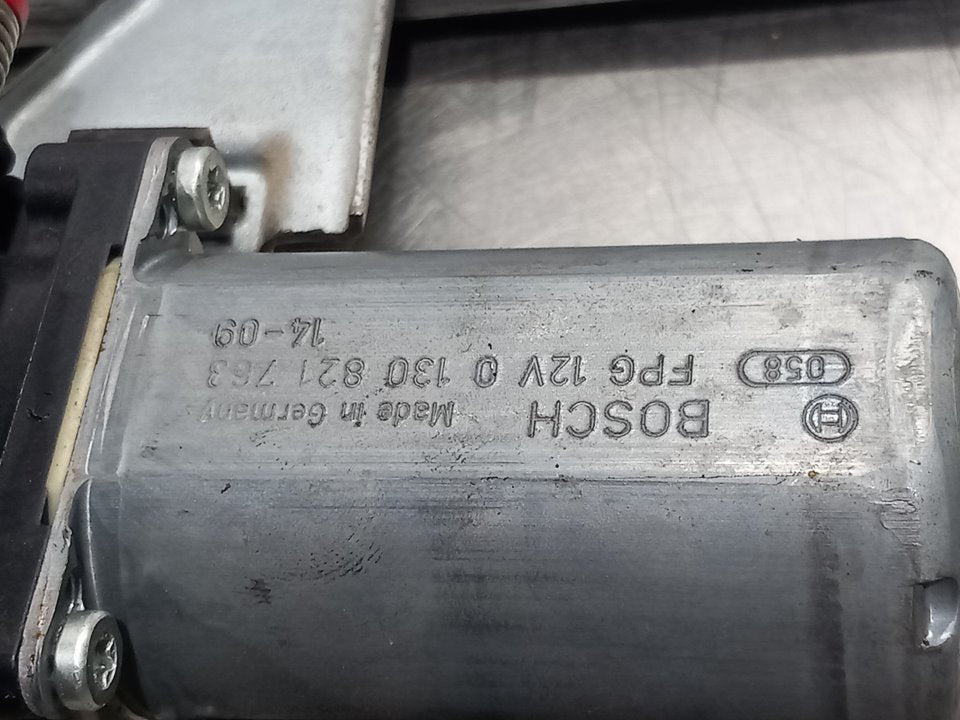 BOSCH Made in Germany
058 FPG 12V 0 130 821 763
14-09